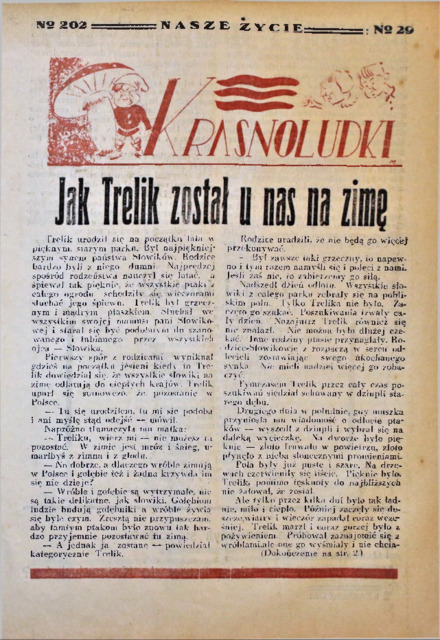 No 202 NASZE ŻYCIE No 29
KRASNOLUDKI
Jak Trelik został u nas na zimę
Trelik urodził się na początku lata w
pięknym, starym parku. Był najpiękniej-
szym synem państwa Słowików. Rodzice
bardzo byli z niego dumni. Najprędzej
spośród rodzeństwa nauczył się latać, a
śpiewał tak pięknie, że wszystkie ptaki z
całego ogrodu schodziły się wieczorami
słuchać jego śpiewu. Trelik był grzecz-
nym i mądrym ptaszkiem. Słuchał we
wszystkim swojej mamusi pani Słowiko-
wej i starał się być podobnym do szano-
wanego i lubianego przez wszystkich
ojca — Słowika.
Pierwszy spór z rodzicami wyniknął
gdzieś na początku jesieni kiedy to Tre-
lik dowiedział się, że wszystkie słowiki na
zimę odlatują do ciepłych krajów. Trelik
uparł się stanowczo, że pozostanie w
Polsce.
— Tu się urodziłem, tu mi się podoba
i ani myślę stąd odejść — mówił.
Napróżno tłumaczyła mu matka:
— Treliku, wierz mi — nie możesz tu
pozostać. W zimie jest mróz i śnieg, u-
marłbyś z zimna i z głodu.
— No dobrze, a dlaczego wróble zimują
w Polsce i gołębie też i żadna krzywda im
się nie dzieje?
— Wróble i gołębie są wytrzymałe, nie
są takie delikatne, jak słowiki. Gołębiom
ludzie budują gołębniki a wróble żywią
się byle czym. Zresztą nie przypuszczam,
aby tamtym ptakom było znowu tak bar-
dzo przyjemnie pozostawać tu zimą.
— A jednak ja zostanę — powiedział
kategorycznie Trelik.
Rodzice uradzili, że nie będą go więcej
przekonywać.
— Był zawsze taki grzeczny, to napew-
no i tym razem namyśli się i poleci z nami.
Jeśli zaś nie, to zabierzemy go siłą.
Nadszedł dzień odlotu. Wszystkie sło-
wiki z całego parku zebrały się na pobli-
skim polu. Tylko Trelika nie było. Za-
częto go szukać. Poszukiwania trwały ca-
ły dzień. Nazajutrz Trelik również się
nie znalazł. Nie można było dłużej cze-
kać. Inne rodziny ptasie ponaglały. Ro-
dzice-Słowikowie z rozpaczą w sercu od-
lecieli zostawiając swego ukochanego
synka. Nie mieli nadziei więcej go zoba-
czyć.
Tymczasem Trelik przez cały czas po-
szukiwań siedział schowany w dziupli sta-
rego dębu.
Drugiego dnia w południe, gdy muszka
przyniosła mu wiadomość o odlocie pta-
ków — wyszedł z dziupli i wybrał się na
daleką wycieczkę. Na dworze było pię-
knie — złoto fruwało w powietrzu, złoto
płynęło z nieba słonecznymi promieniami.
Pola były już puste i szare. Na drze-
wach czerwieniły się liście. Pięknie było.
Trelik pomimo tęsknoty do najbliższych
nie żałował, że został.
Ale tylko przez kilka dni było tak ład-
nie, miło i ciepło. Później zaczęły się de-
szcze, wiatry i wieczór zapadał coraz wcze-
śniej. Trelik marzł i coraz gorzej było z
pożywieniem. Próbował zaznajomić się z
wróblami, ale one go wyśmiały i nie chcia-
(Dokończenie na str. 2)